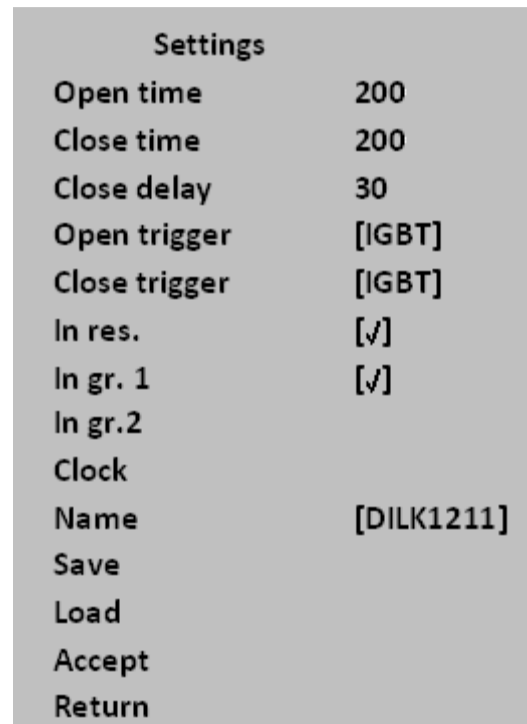 Settings
Open time 200
Close time 200
Close delay 30
Open trigger [IGBT]
Close trigger [IGBT]
In res. [√]
In gr. 1 [√]
In gr.2
Clock
Name [DILK1211]
Save
Load
Accept
Return